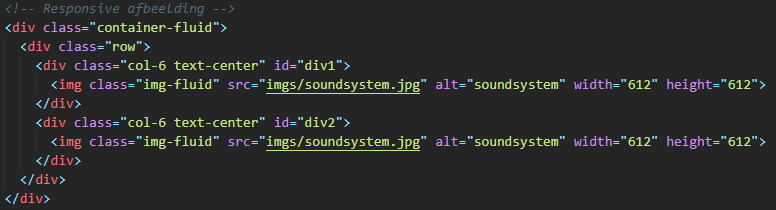 <!-- Responsive afbeelding -->
<div class="container-fluid">
  <div class="row">
    <div class="col-6 text-center" id="div1">
      <img class="img-fluid" src="imgs/soundsystem.jpg" alt="soundsystem" width="612" height="612">
    </div>
    <div class="col-6 text-center" id="div2">
      <img class="img-fluid" src="imgs/soundsystem.jpg" alt="soundsystem" width="612" height="612">
    </div>
  </div>
</div>